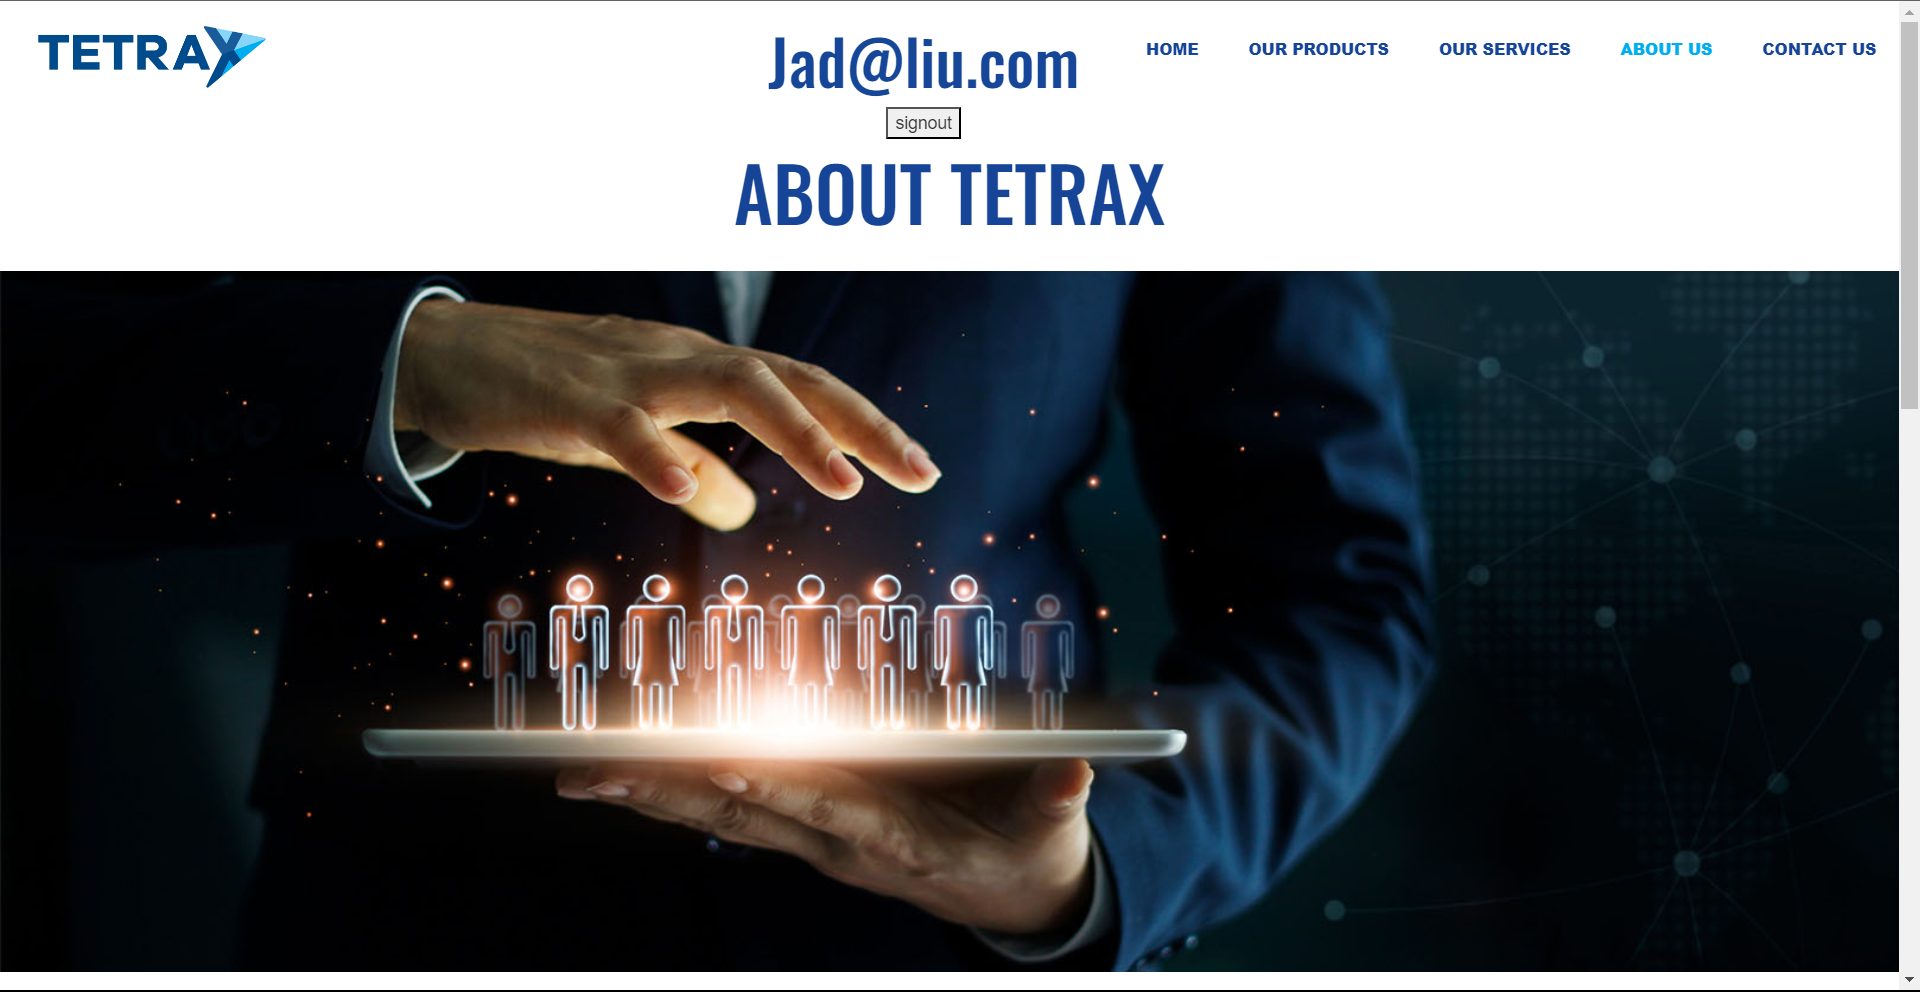 TETRAX
Jad@liu.com
HOME
OUR PRODUCTS
OUR SERVICES
ABOUT US
CONTACT US
signout
ABOUT TETRAX